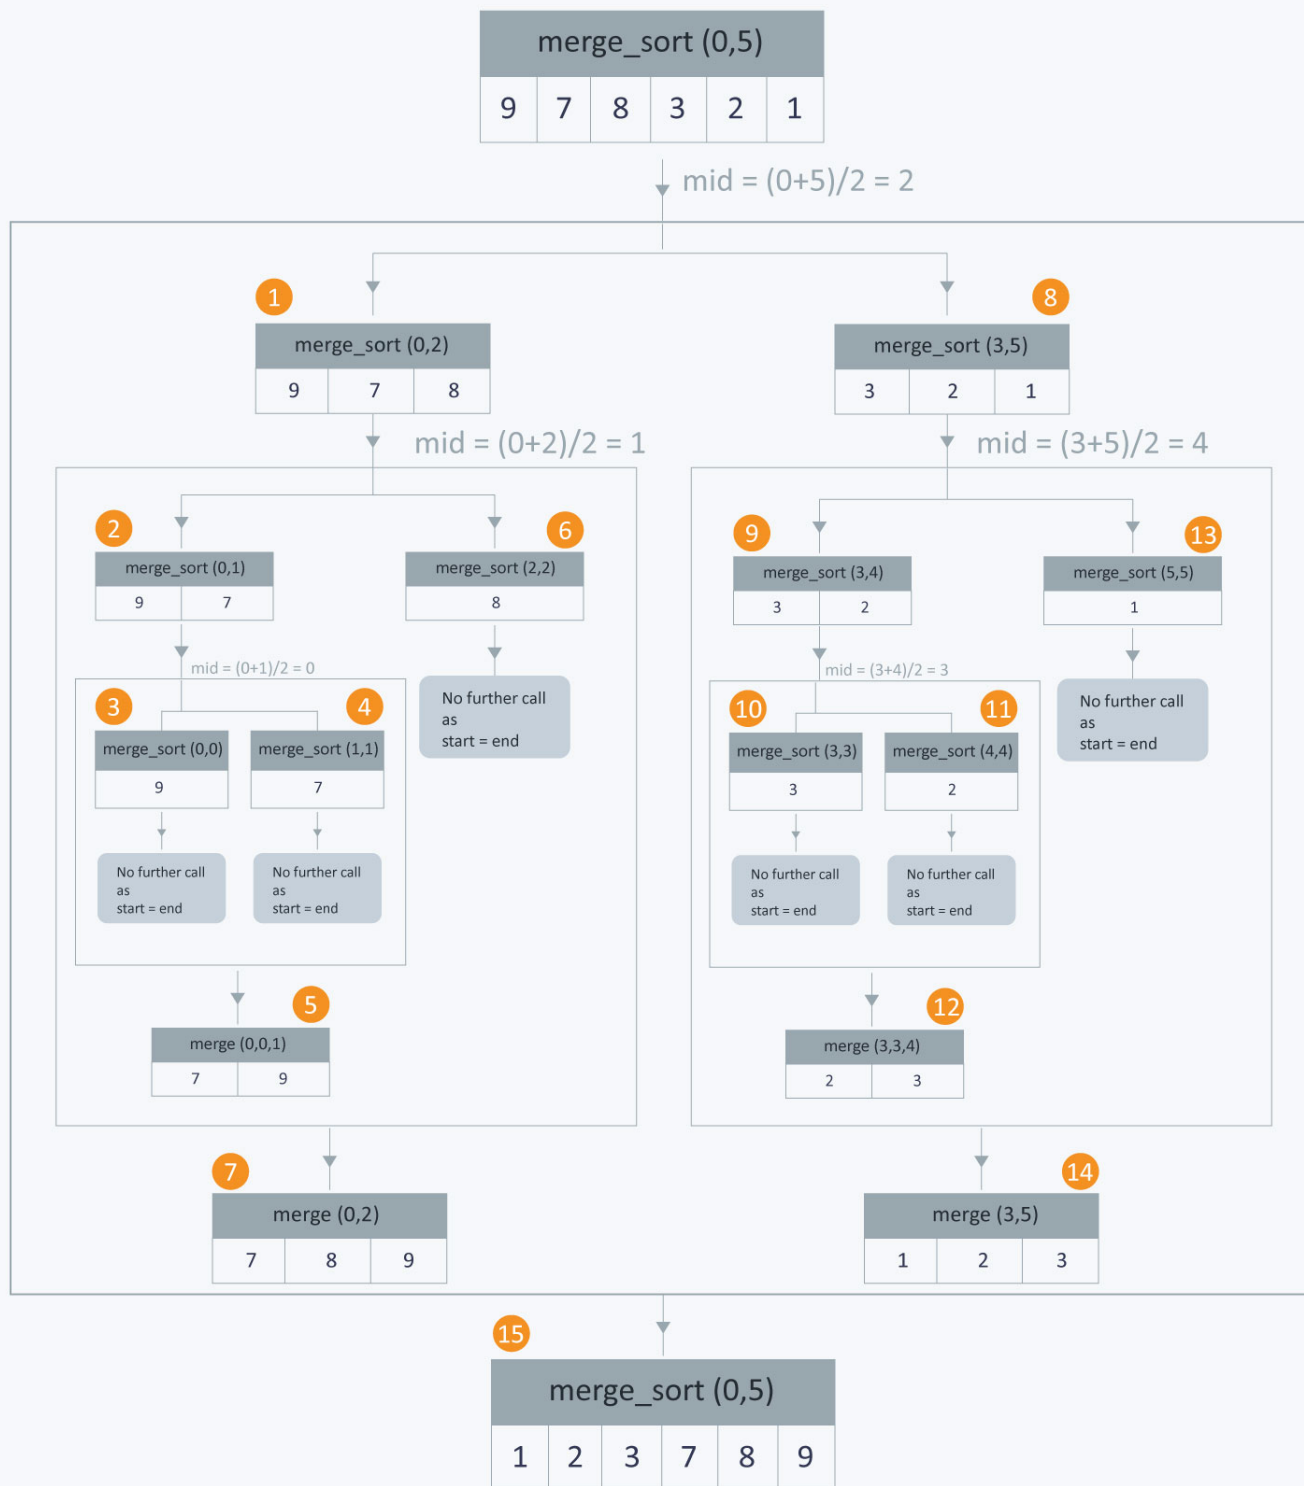 merge_sort (0,5)
9 7 8 3 2 1
mid = (0+5)/2 = 2
1
merge_sort (0,2)
9 7 8
mid = (0+2)/2 = 1
2
merge_sort (0,1)
9 7
mid = (0+1)/2 = 0
3
merge_sort (0,0)
9
No further call
as
start = end
4
merge_sort (1,1)
7
No further call
as
start = end
5
merge (0,0,1)
7 9
6
merge_sort (2,2)
8
No further call
as
start = end
7
merge (0,2)
7 8 9
8
merge_sort (3,5)
3 2 1
mid = (3+5)/2 = 4
9
merge_sort (3,4)
3 2
mid = (3+4)/2 = 3
10
merge_sort (3,3)
3
No further call
as
start = end
11
merge_sort (4,4)
2
No further call
as
start = end
12
merge (3,3,4)
2 3
13
merge_sort (5,5)
1
No further call
as
start = end
14
merge (3,5)
1 2 3
15
merge_sort (0,5)
1 2 3 7 8 9